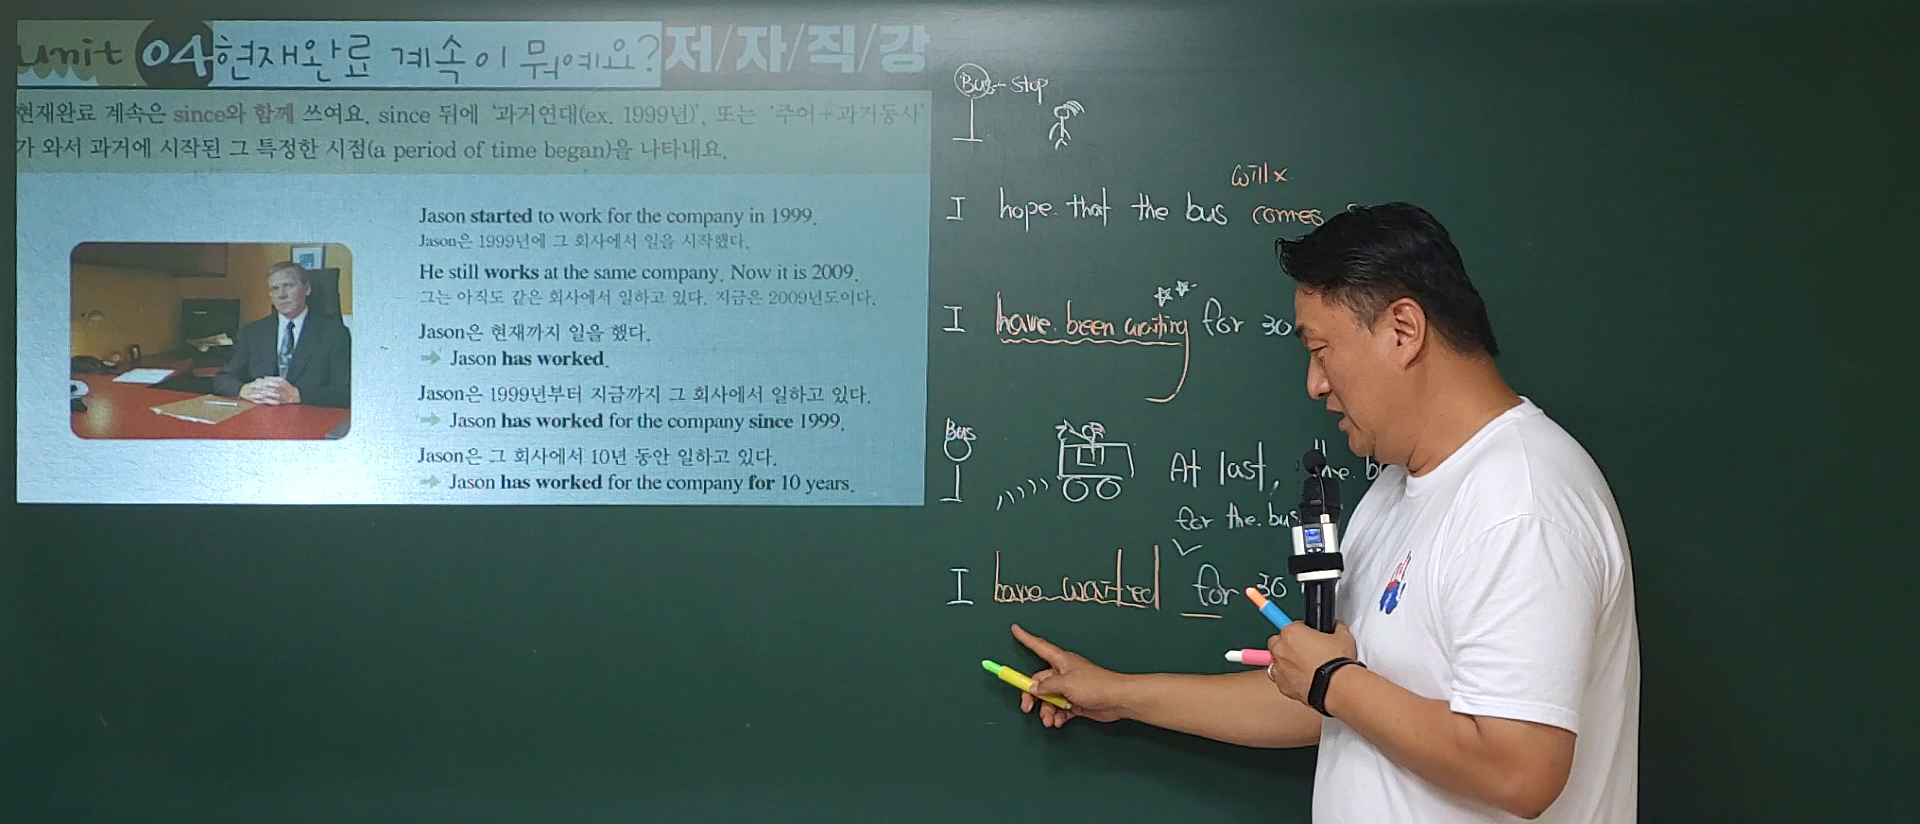 unit 04 현재완료 계속이 뭐예요? 저/자/직/강
현재완료 계속은 since와 함께 쓰여요. since 뒤에 '과거연대(ex. 1999년)', 또는 '주어+과거동사'
가 와서 과거에 시작된 그 특정한 시점(a period of time began)을 나타내요.
Jason started to work for the company in 1999.
Jason은 1999년에 그 회사에서 일을 시작했다.
He still works at the same company. Now it is 2009.
그는 아직도 같은 회사에서 일하고 있다. 지금은 2009년도이다.
Jason은 현재까지 일을 했다.
Jason has worked.
Jason은 1999년부터 지금까지 그 회사에서 일하고 있다.
Jason has worked for the company since 1999.
Jason은 그 회사에서 10년 동안 일하고 있다.
Jason has worked for the company for 10 years.
Bus Stop
will x
I hope that the bus comes
I have been waiting for 30
Bus
At last, the
for the bus
I have waited for 30